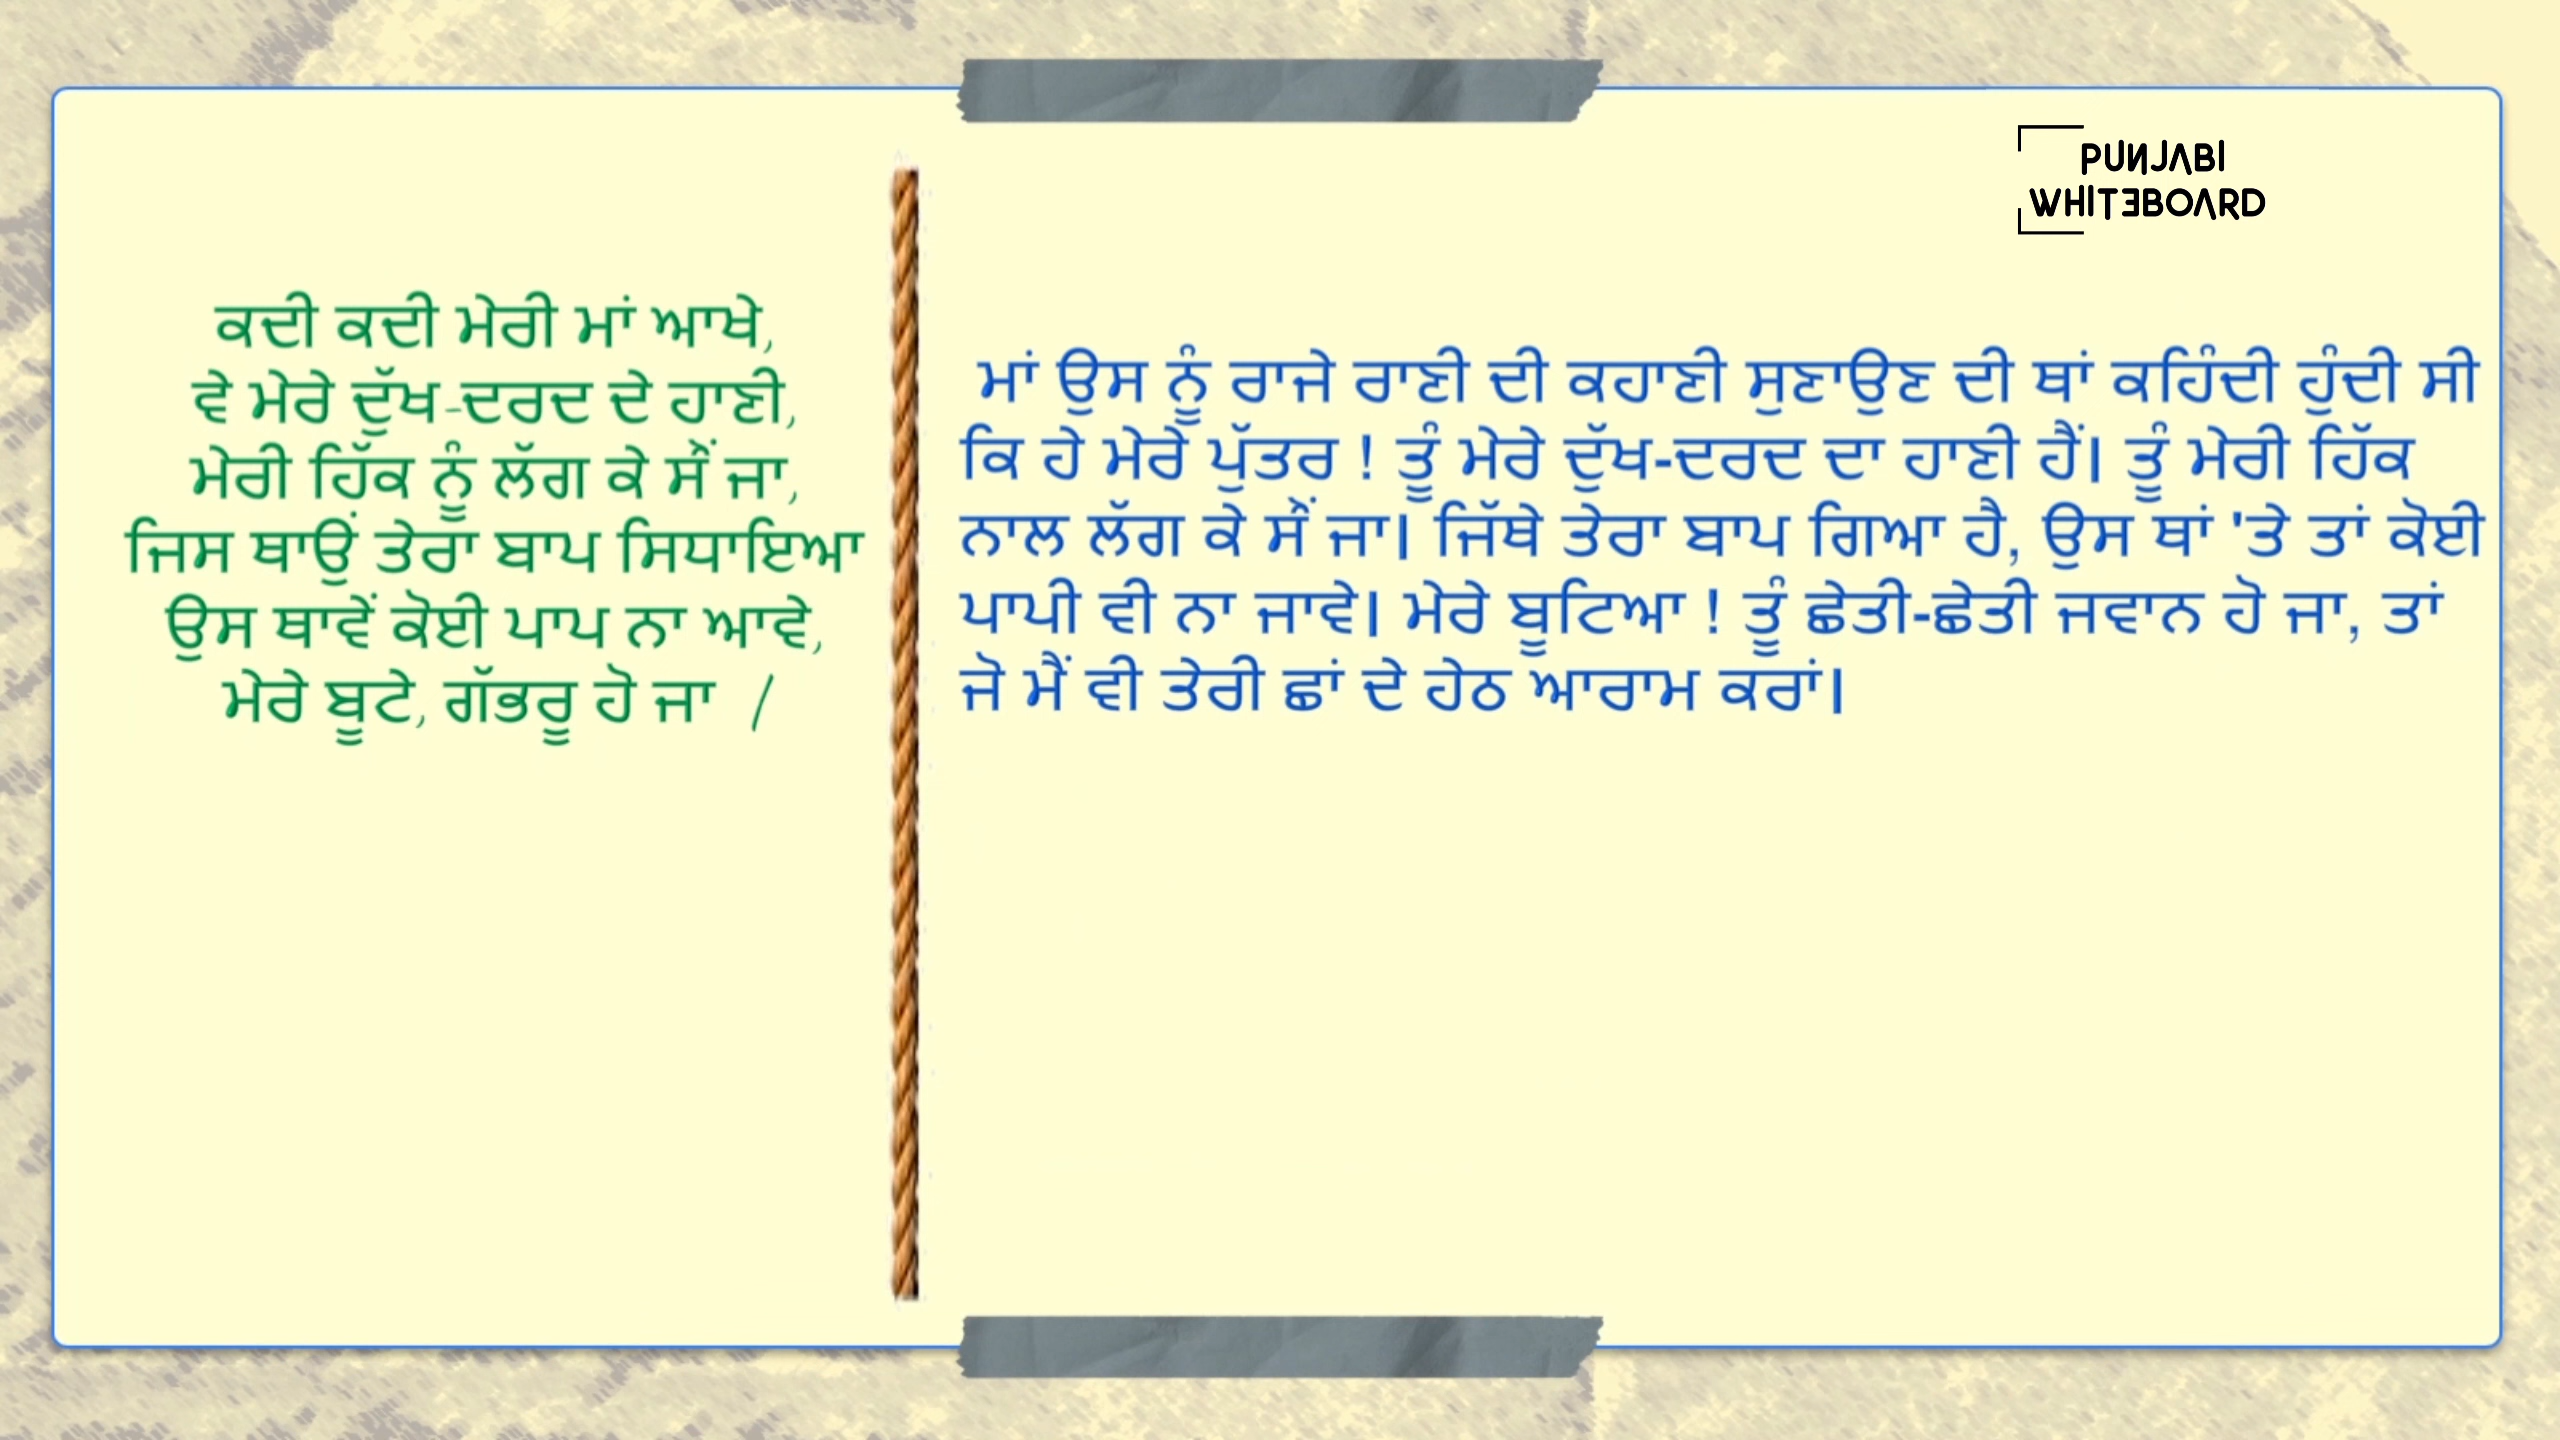 PUNJABI
WHITEBOARD
ਕਦੀ ਕਦੀ ਮੇਰੀ ਮਾਂ ਆਖੇ,
ਵੇ ਮੇਰੇ ਦੁੱਖ-ਦਰਦ ਦੇ ਹਾਣੀ,
ਮੇਰੀ ਹਿੱਕ ਨੂੰ ਲੱਗ ਕੇ ਸੌਂ ਜਾ,
ਜਿਸ ਥਾਉਂ ਤੇਰਾ ਬਾਪ ਸਿਧਾਇਆ
ਉਸ ਥਾਵੇਂ ਕੋਈ ਪਾਪ ਨਾ ਆਵੇ,
ਮੇਰੇ ਬੂਟੇ, ਗੱਭਰੂ ਹੋ ਜਾ /
ਮਾਂ ਉਸ ਨੂੰ ਰਾਜੇ ਰਾਣੀ ਦੀ ਕਹਾਣੀ ਸੁਣਾਉਣ ਦੀ ਥਾਂ ਕਹਿੰਦੀ ਹੁੰਦੀ ਸੀ
ਕਿ ਹੇ ਮੇਰੇ ਪੁੱਤਰ ! ਤੂੰ ਮੇਰੇ ਦੁੱਖ-ਦਰਦ ਦਾ ਹਾਣੀ ਹੈਂ। ਤੂੰ ਮੇਰੀ ਹਿੱਕ
ਨਾਲ ਲੱਗ ਕੇ ਸੌਂ ਜਾ। ਜਿੱਥੇ ਤੇਰਾ ਬਾਪ ਗਿਆ ਹੈ, ਉਸ ਥਾਂ 'ਤੇ ਤਾਂ ਕੋਈ
ਪਾਪੀ ਵੀ ਨਾ ਜਾਵੇ। ਮੇਰੇ ਬੂਟਿਆ ! ਤੂੰ ਛੇਤੀ-ਛੇਤੀ ਜਵਾਨ ਹੋ ਜਾ, ਤਾਂ
ਜੋ ਮੈਂ ਵੀ ਤੇਰੀ ਛਾਂ ਦੇ ਹੇਠ ਆਰਾਮ ਕਰਾਂ।